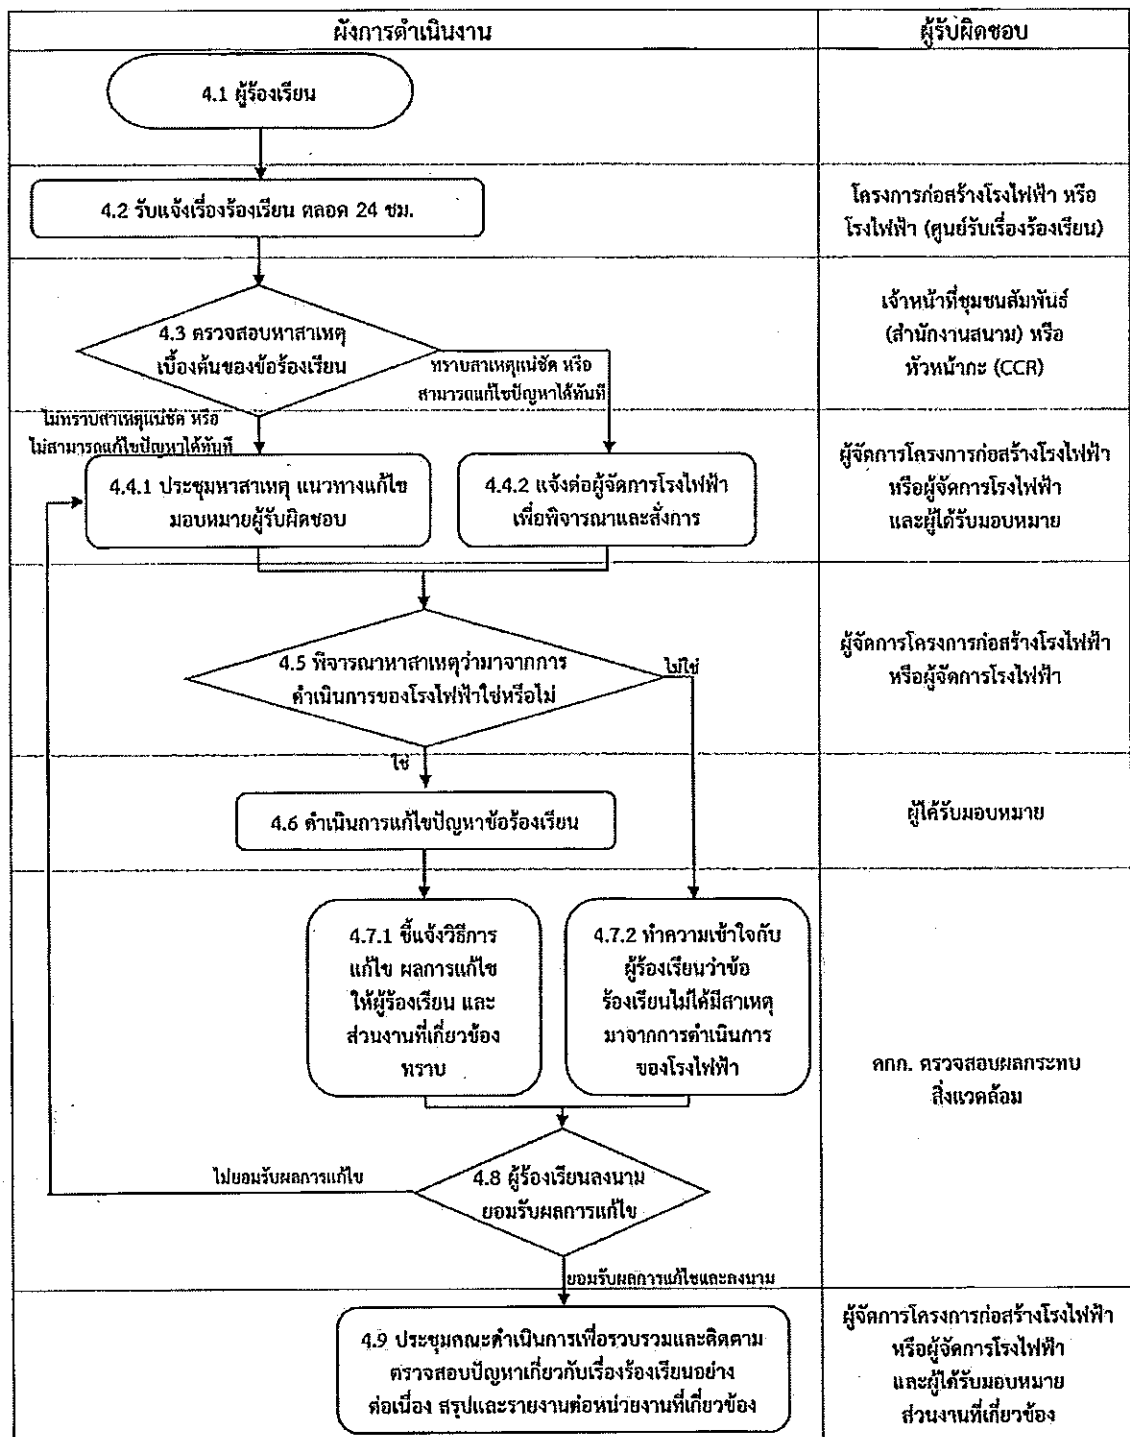 ผังการดำเนินงาน
ผู้รับผิดชอบ
4.1 ผู้ร้องเรียน
4.2 รับแจ้งเรื่องร้องเรียน ตลอด 24 ชม.
โครงการก่อสร้างโรงไฟฟ้า หรือ
โรงไฟฟ้า (ศูนย์รับเรื่องร้องเรียน)
4.3 ตรวจสอบหาสาเหตุ
เบื้องต้นของข้อร้องเรียน
ทราบสาเหตุแน่ชัด หรือ
สามารถแก้ไขปัญหาได้ทันที
เจ้าหน้าที่ชุมชนสัมพันธ์
(สำนักงานสนาม) หรือ
หัวหน้ากะ (CCR)
ไม่ทราบสาเหตุแน่ชัด หรือ
ไม่สามารถแก้ไขปัญหาได้ทันที
4.4.1 ประชุมหาสาเหตุ แนวทางแก้ไข
มอบหมายผู้รับผิดชอบ
4.4.2 แจ้งต่อผู้จัดการโรงไฟฟ้า
เพื่อพิจารณาและสั่งการ
ผู้จัดการโครงการก่อสร้างโรงไฟฟ้า
หรือผู้จัดการโรงไฟฟ้า
และผู้ได้รับมอบหมาย
4.5 พิจารณาหาสาเหตุว่ามาจากการ
ดำเนินการของโรงไฟฟ้าใช่หรือไม่
ไม่ใช่
ผู้จัดการโครงการก่อสร้างโรงไฟฟ้า
หรือผู้จัดการโรงไฟฟ้า
ใช่
4.6 ดำเนินการแก้ไขปัญหาข้อร้องเรียน
ผู้ได้รับมอบหมาย
4.7.1 ชี้แจ้งวิธีการ
แก้ไข ผลการแก้ไข
ให้ผู้ร้องเรียน และ
ส่วนงานที่เกี่ยวข้อง
ทราบ
4.7.2 ทำความเข้าใจกับ
ผู้ร้องเรียนว่าข้อ
ร้องเรียนไม่ได้มีสาเหตุ
มาจากการดำเนินการ
ของโรงไฟฟ้า
คกก. ตรวจสอบผลกระทบ
สิ่งแวดล้อม
ไม่ยอมรับผลการแก้ไข
4.8 ผู้ร้องเรียนลงนาม
ยอมรับผลการแก้ไข
ยอมรับผลการแก้ไขและลงนาม
4.9 ประชุมคณะดำเนินการเพื่อรวบรวมและติดตาม
ตรวจสอบปัญหาเกี่ยวกับเรื่องร้องเรียนอย่าง
ต่อเนื่อง สรุปและรายงานต่อหน่วยงานที่เกี่ยวข้อง
ผู้จัดการโครงการก่อสร้างโรงไฟฟ้า
หรือผู้จัดการโรงไฟฟ้า
และผู้ได้รับมอบหมาย
ส่วนงานที่เกี่ยวข้อง